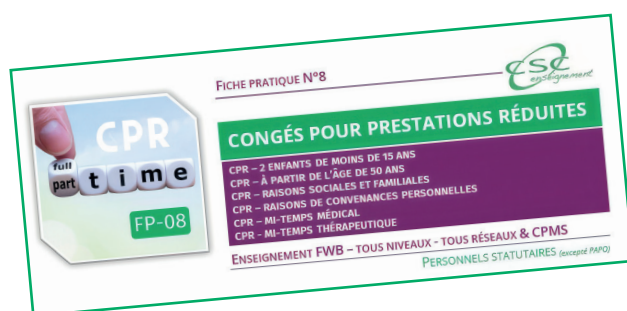 FICHE PRATIQUE N°8
CSC
enseignement
CPR
full
part time
FP-08
CONGÉS POUR PRESTATIONS RÉDUITES
CPR – 2 ENFANTS DE MOINS DE 15 ANS
CPR – À PARTIR DE L'ÂGE DE 50 ANS
CPR – RAISONS SOCIALES ET FAMILIALES
CPR – RAISONS DE CONVENANCES PERSONNELLES
CPR – MI-TEMPS MÉDICAL
CPR - MI-TEMPS THÉRAPEUTIQUE
ENSEIGNEMENT FWB – TOUS NIVEAUX - TOUS RÉSEAUX & CPMS
PERSONNELS STATUTAIRES (excepté PAPO)